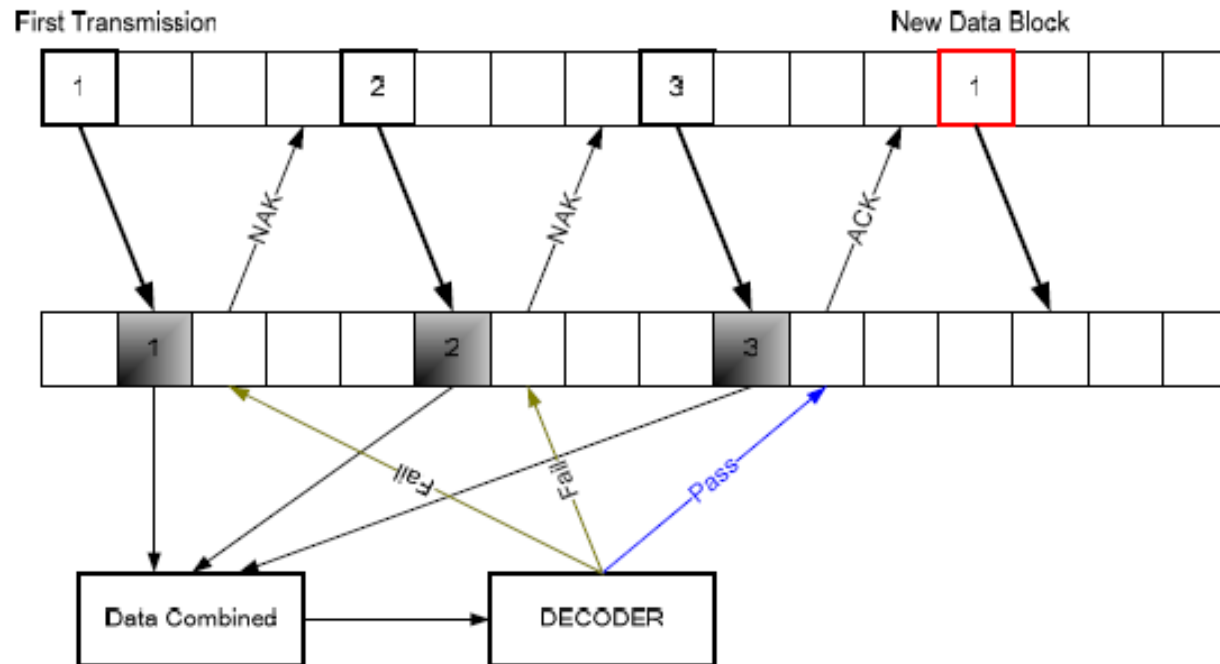 First Transmission
New Data Block
1
2
3
1
NAK
NAK
ACK
1
2
3
Fail
Fail
Pass
Data Combined
DECODER